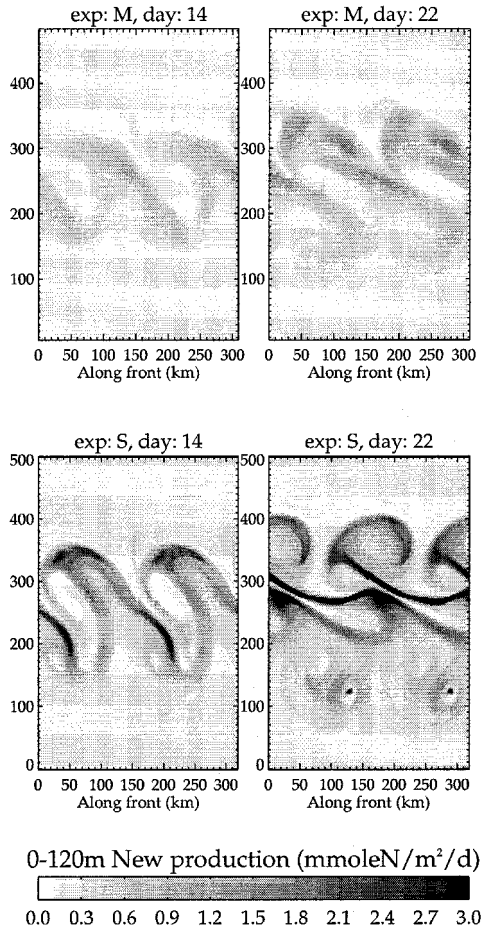 exp: M, day: 14
exp: M, day: 22
400
300
200
100
0 50 100 150 200 250 300
0 50 100 150 200 250 300
Along front (km)
Along front (km)
exp: S, day: 14
exp: S, day: 22
500
400
300
200
100
0
500
400
300
200
100
0
0 50 100 150 200 250 300
0 50 100 150 200 250 300
Along front (km)
Along front (km)
0-120m New production (mmoleN/m²/d)
0.0 0.3 0.6 0.9 1.2 1.5 1.8 2.1 2.4 2.7 3.0